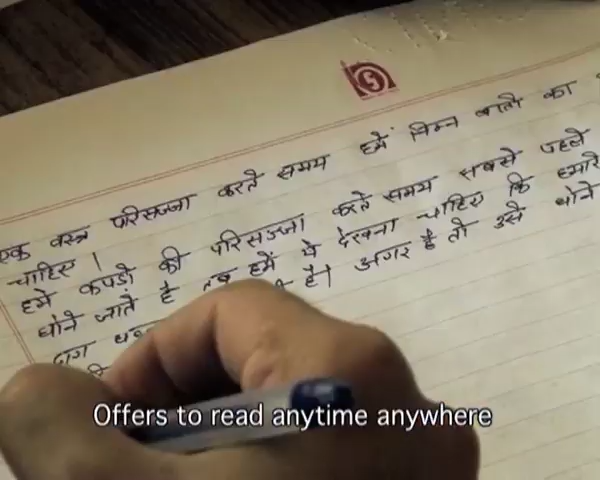 एक वस्त्र परिसज्जा करते समय हमें निम्न बातो का
चाहिए।
हमें कपडो की परिसज्जा करते समय सबसे पहले
धोने जाते है तब हमें ये देखना चाहिए कि हमारे
दाग है। अगर है तो उसे धोने
Offers to read anytime anywhere